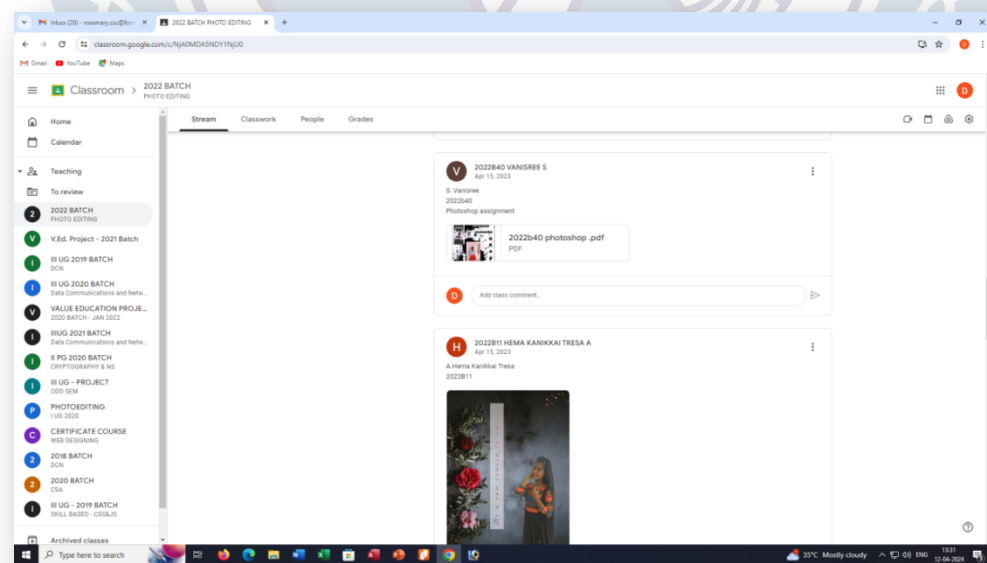 Inbox (20) - rosemary.csc@
2022 BATCH PHOTO EDITING
classroom.google.com/c/NjA0MDA5NDY1NjU0
Gmail
YouTube
Maps
Classroom > 2022 BATCH
PHOTO EDITING
D
Stream
Classwork
People
Grades
Home
Calendar
Teaching
To review
2 2022 BATCH
PHOTO EDITING
V V.Ed. Project - 2021 Batch
I III UG 2019 BATCH
DCN
I III UG 2020 BATCH
Data Communications and Netw...
V VALUE EDUCATION PROJE...
2020 BATCH - JAN 2022
I IIIUG 2021 BATCH
Data Communications and Netw...
I II PG 2020 BATCH
CRYPTOGRAPHY & NS
I III UG - PROJECT
ODD SEM
P PHOTOEDITING
I UG 2020
C CERTIFICATE COURSE
WEB DESIGNING
2 2018 BATCH
DCN
2 2020 BATCH
CSA
I III UG - 2019 BATCH
SKILL BASED - CSS&JS
Archived classes
V 2022B40 VANISREE S
Apr 15, 2023
S. Vanisree
2022b40
Photoshop assignment
2022b40 photoshop .pdf
PDF
D Add class comment...
H 2022B11 HEMA KANIKKAI TRESA A
Apr 15, 2023
A.Hema Kanikkai Tresa
2022B11
Type here to search
35°C Mostly cloudy
ENG
13:31
12-04-2024